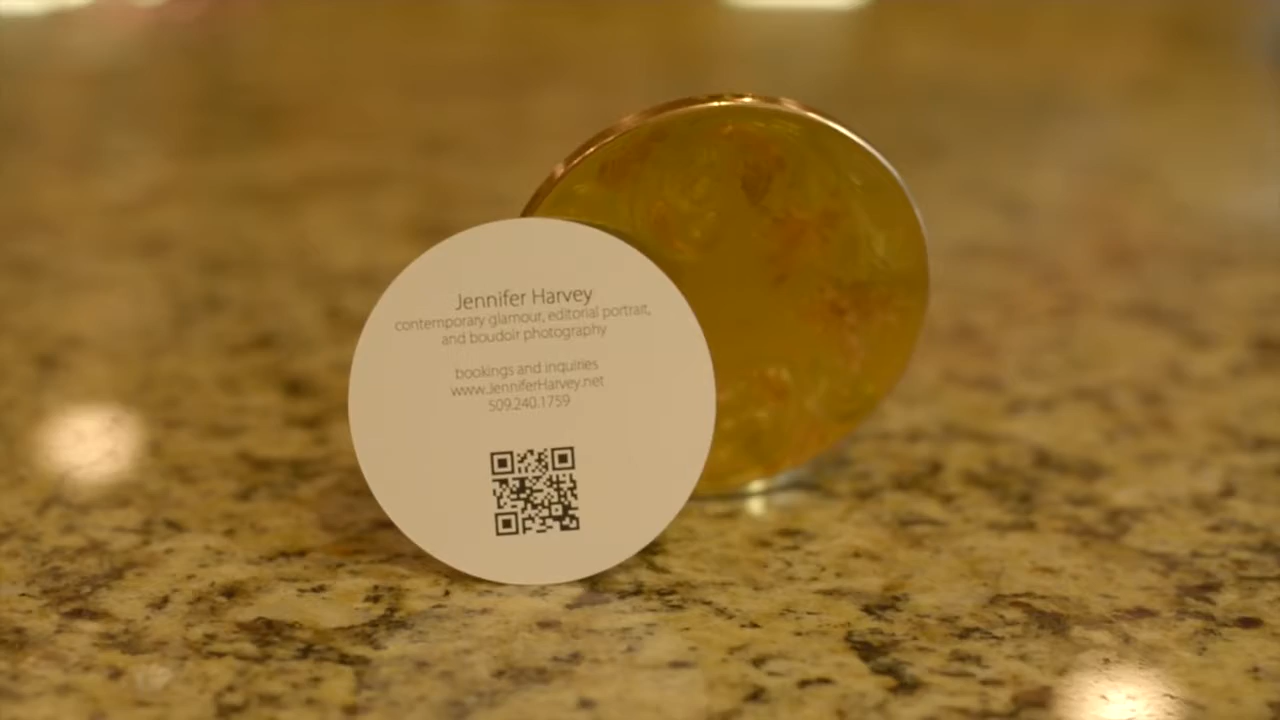 Jennifer Harvey
contemporary glamour, editorial portrait,
and boudoir photography
bookings and inquiries
www.JenniferHarvey.net
509.240.1759